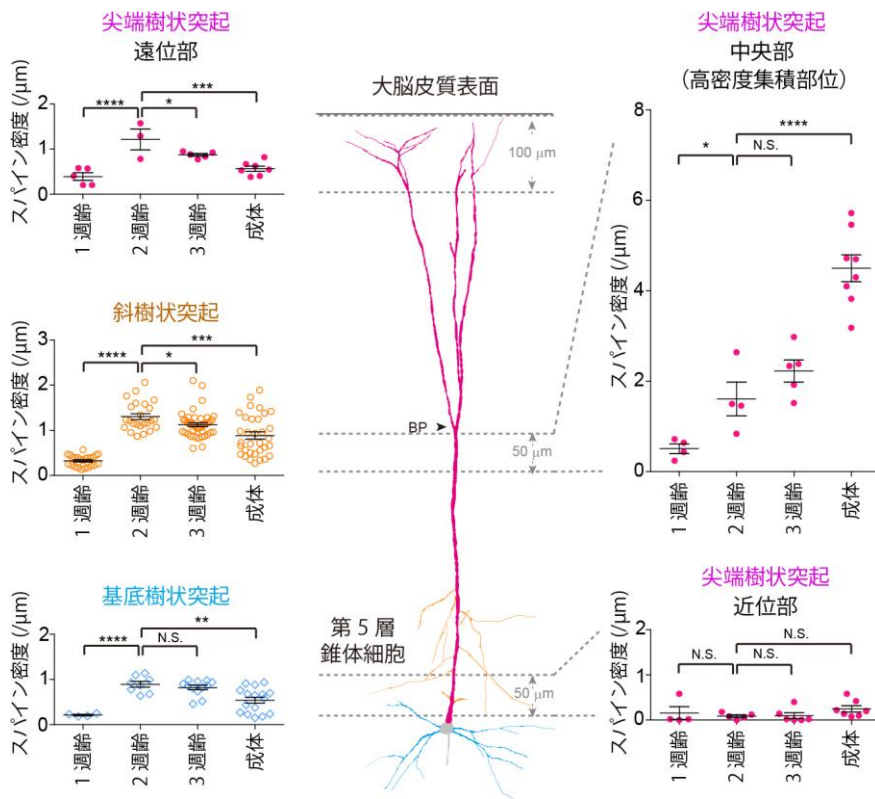 尖端樹状突起
遠位部
スパイン密度 (/μm)
2
1
0
****
*
***
1 週齢
2 週齢
3 週齢
成体
斜樹状突起
スパイン密度 (/μm)
3
2
1
0
****
*
***
1 週齢
2 週齢
3 週齢
成体
基底樹状突起
スパイン密度 (/μm)
2
1
0
****
N.S.
**
1 週齢
2 週齢
3 週齢
成体
大脳皮質表面
100 μm
BP
50 μm
第 5 層
錐体細胞
50 μm
尖端樹状突起
中央部
（高密度集積部位）
スパイン密度 (/μm)
8
6
4
2
0
*
N.S.
****
1 週齢
2 週齢
3 週齢
成体
尖端樹状突起
近位部
スパイン密度 (/μm)
2
1
0
N.S.
N.S.
N.S.
1 週齢
2 週齢
3 週齢
成体